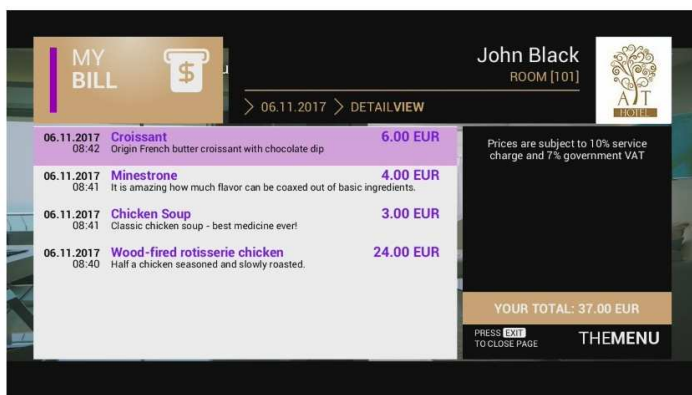 MY
BILL
$
John Black
ROOM [101]
> 06.11.2017 > DETAILVIEW
A T
HOTEL
06.11.2017 Croissant 6.00 EUR
08:42 Origin French butter croissant with chocolate dip
06.11.2017 Minestrone 4.00 EUR
08:41 It is amazing how much flavor can be coaxed out of basic ingredients.
06.11.2017 Chicken Soup 3.00 EUR
08:41 Classic chicken soup - best medicine ever!
06.11.2017 Wood-fired rotisserie chicken 24.00 EUR
08:40 Half a chicken seasoned and slowly roasted.
Prices are subject to 10% service
charge and 7% government VAT
YOUR TOTAL: 37.00 EUR
PRESS EXIT
TO CLOSE PAGE
THEMENU